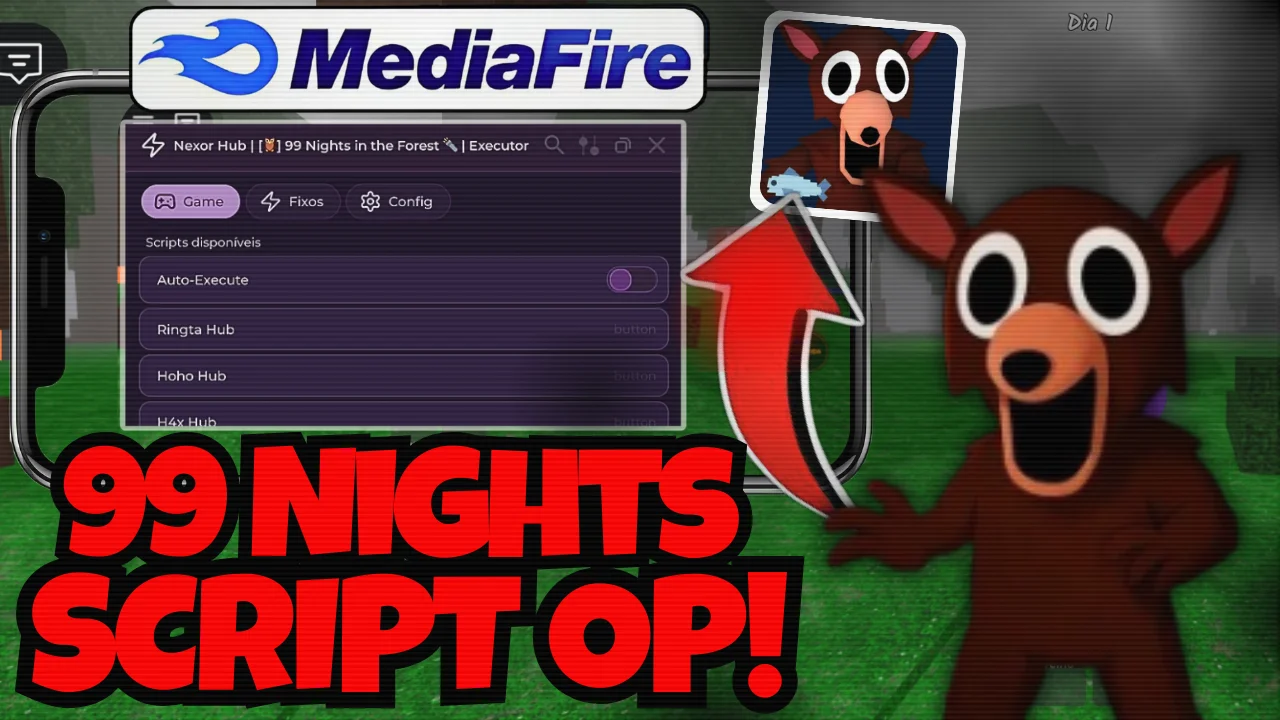 Dia 1
MediaFire
Nexor Hub | [🦌] 99 Nights in the Forest 🔦 | Executor
Game
Fixos
Config
Scripts disponíveis
Auto-Execute
Ringta Hub
button
Hoho Hub
button
H4x Hub
button
99 NIGHTS
SCRIPT OP!